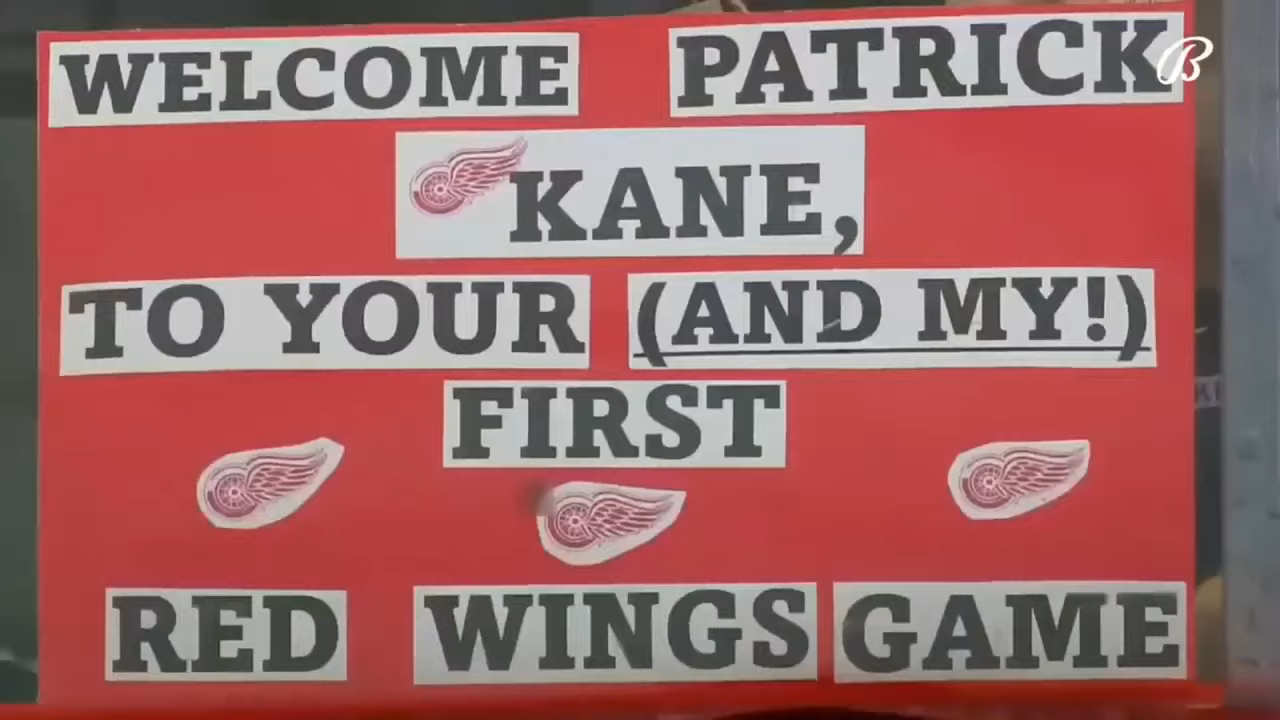 WELCOME PATRICK
KANE,
TO YOUR (AND MY!)
FIRST
RED WINGS GAME
B